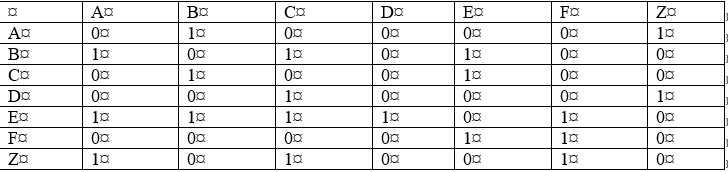 ¤ A¤ B¤ C¤ D¤ E¤ F¤ Z¤
A¤ 0¤ 1¤ 0¤ 0¤ 0¤ 0¤ 1¤
B¤ 1¤ 0¤ 1¤ 0¤ 1¤ 0¤ 0¤
C¤ 0¤ 1¤ 0¤ 0¤ 1¤ 0¤ 0¤
D¤ 0¤ 0¤ 1¤ 0¤ 0¤ 0¤ 1¤
E¤ 1¤ 1¤ 1¤ 1¤ 0¤ 1¤ 0¤
F¤ 0¤ 0¤ 0¤ 0¤ 1¤ 1¤ 0¤
Z¤ 1¤ 0¤ 1¤ 0¤ 0¤ 1¤ 0¤